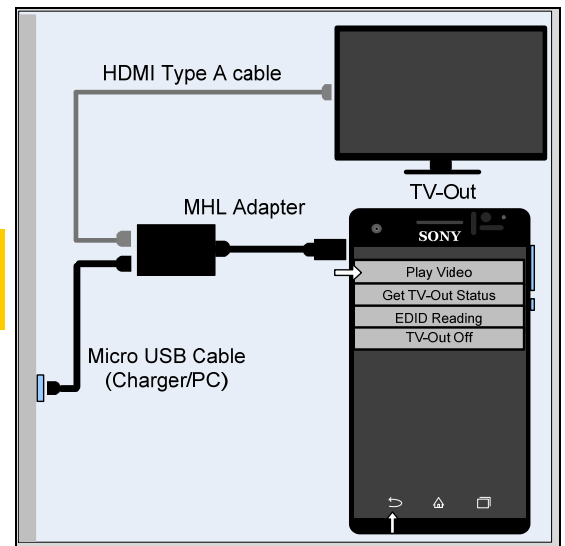 HDMI Type A cable
TV-Out
MHL Adapter
SONY
Play Video
Get TV-Out Status
EDID Reading
TV-Out Off
Micro USB Cable
(Charger/PC)